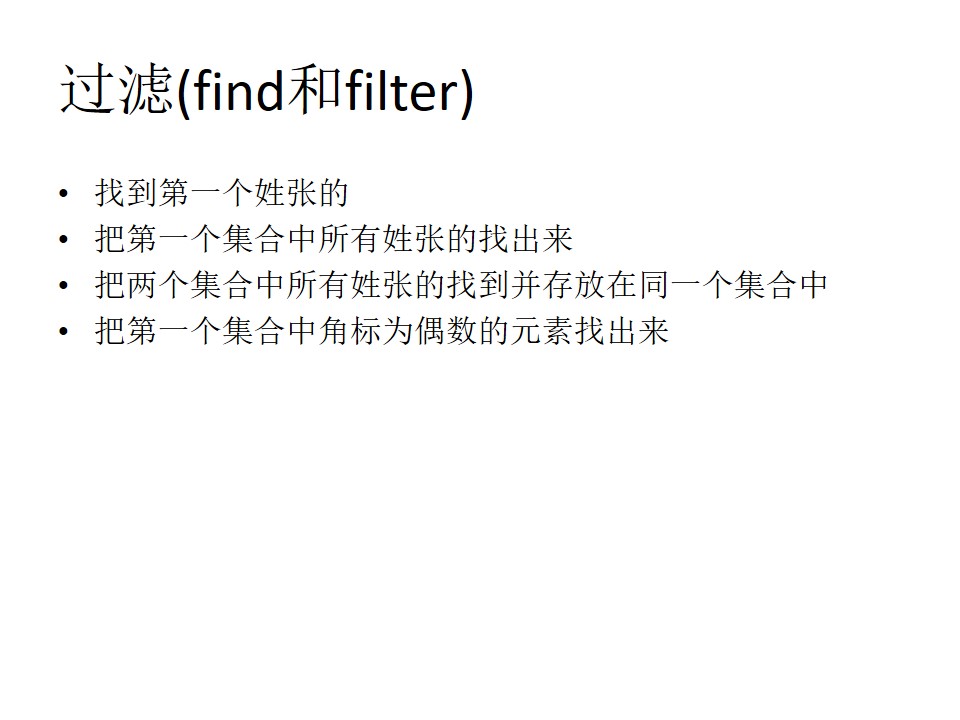 过滤(find和filter)
• 找到第一个姓张的
• 把第一个集合中所有姓张的找出来
• 把两个集合中所有姓张的找到并存放在同一个集合中
• 把第一个集合中角标为偶数的元素找出来